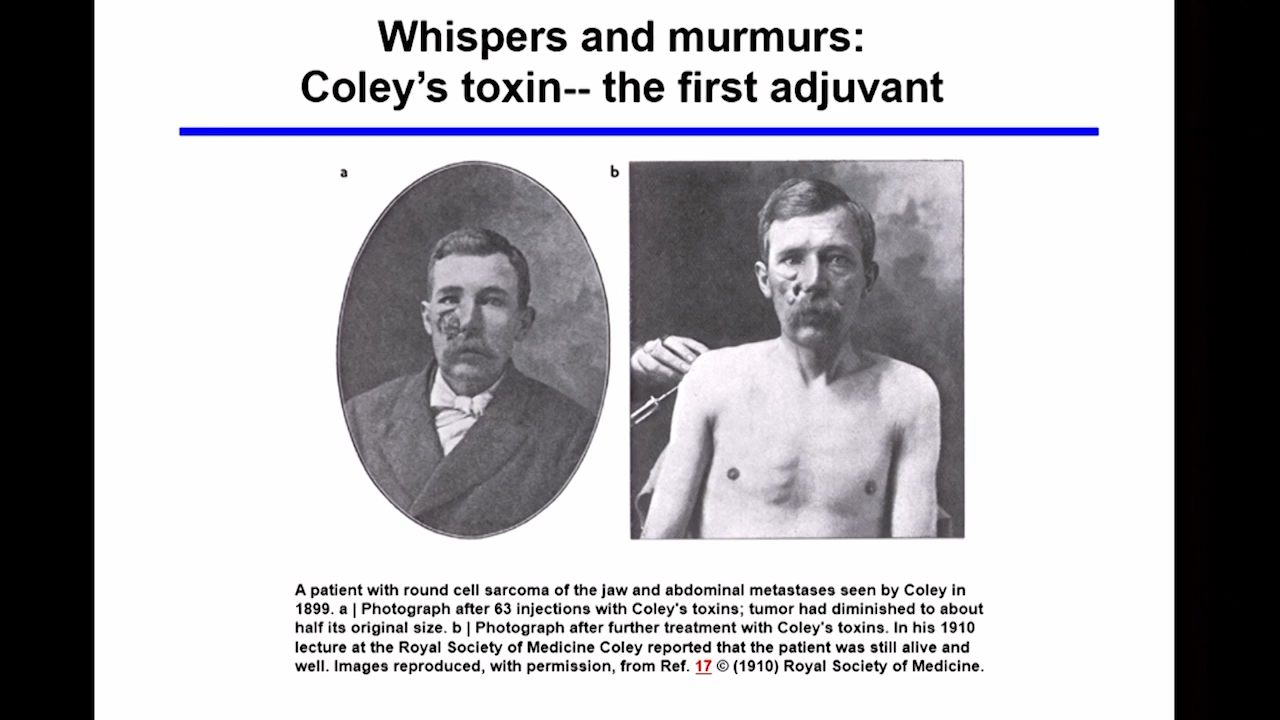 Whispers and murmurs:
Coley's toxin-- the first adjuvant
a
b
A patient with round cell sarcoma of the jaw and abdominal metastases seen by Coley in
1899. a | Photograph after 63 injections with Coley's toxins; tumor had diminished to about
half its original size. b | Photograph after further treatment with Coley's toxins. In his 1910
lecture at the Royal Society of Medicine Coley reported that the patient was still alive and
well. Images reproduced, with permission, from Ref. 17 © (1910) Royal Society of Medicine.